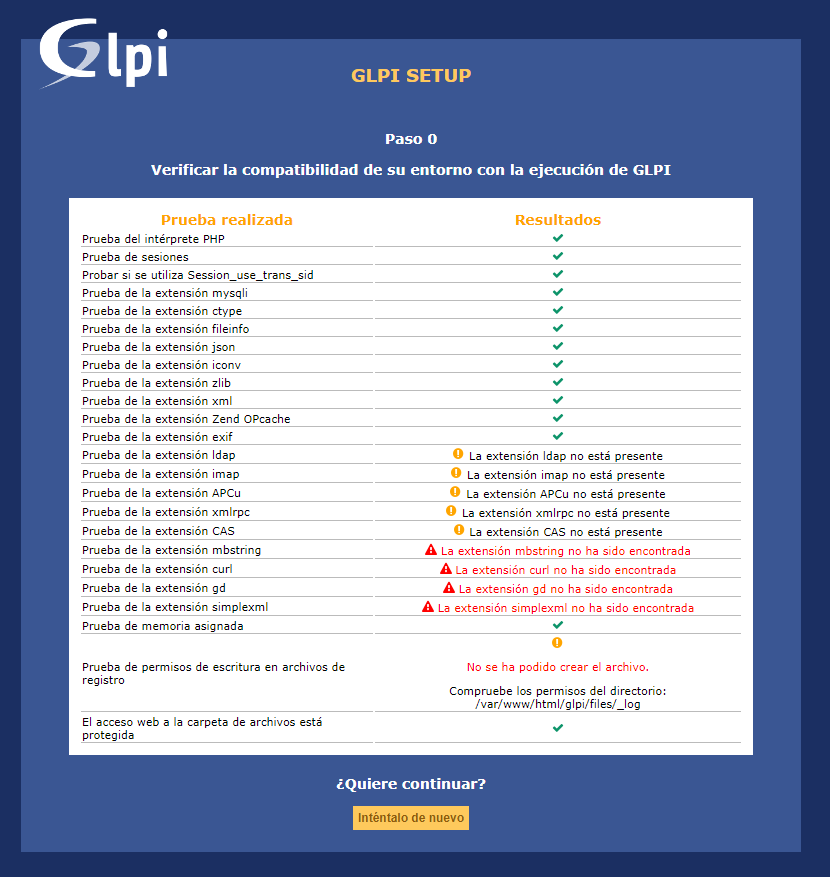 Glpi
GLPI SETUP
Paso 0
Verificar la compatibilidad de su entorno con la ejecución de GLPI
Prueba realizada Resultados
Prueba del intérprete PHP
Prueba de sesiones
Probar si se utiliza Session_use_trans_sid
Prueba de la extensión mysqli
Prueba de la extensión ctype
Prueba de la extensión fileinfo
Prueba de la extensión json
Prueba de la extensión iconv
Prueba de la extensión zlib
Prueba de la extensión xml
Prueba de la extensión Zend OPcache
Prueba de la extensión exif
Prueba de la extensión ldap La extensión ldap no está presente
Prueba de la extensión imap La extensión imap no está presente
Prueba de la extensión APCu La extensión APCu no está presente
Prueba de la extensión xmlrpc La extensión xmlrpc no está presente
Prueba de la extensión CAS La extensión CAS no está presente
Prueba de la extensión mbstring La extensión mbstring no ha sido encontrada
Prueba de la extensión curl La extensión curl no ha sido encontrada
Prueba de la extensión gd La extensión gd no ha sido encontrada
Prueba de la extensión simplexml La extensión simplexml no ha sido encontrada
Prueba de memoria asignada
Prueba de permisos de escritura en archivos de
registro
No se ha podido crear el archivo.
Compruebe los permisos del directorio:
/var/www/html/glpi/files/_log
El acceso web a la carpeta de archivos está
protegida
¿Quiere continuar?
Inténtalo de nuevo